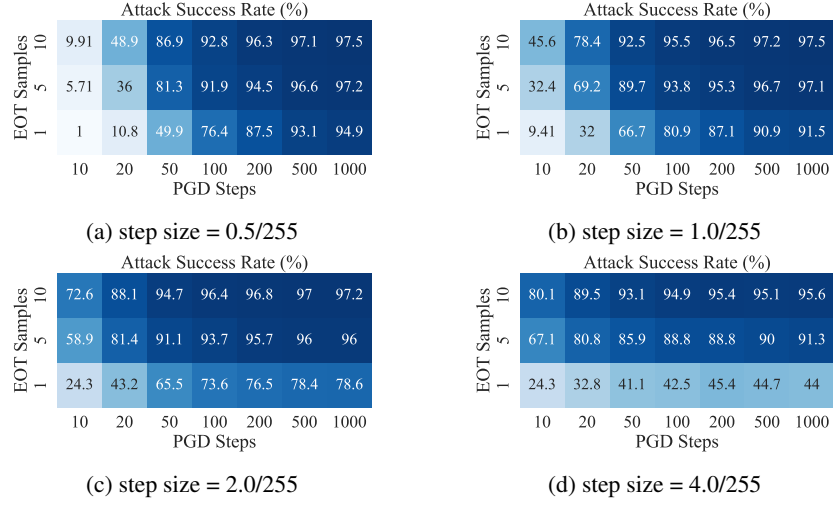 Attack Success Rate (%)
EOT Samples
10 9.91 48.9 86.9 92.8 96.3 97.1 97.5
5 5.71 36 81.3 91.9 94.5 96.6 97.2
1 1 10.8 49.9 76.4 87.5 93.1 94.9
10 20 50 100 200 500 1000
PGD Steps
(a) step size = 0.5/255
Attack Success Rate (%)
EOT Samples
10 45.6 78.4 92.5 95.5 96.5 97.2 97.5
5 32.4 69.2 89.7 93.8 95.3 96.7 97.1
1 9.41 32 66.7 80.9 87.1 90.9 91.5
10 20 50 100 200 500 1000
PGD Steps
(b) step size = 1.0/255
Attack Success Rate (%)
EOT Samples
10 72.6 88.1 94.7 96.4 96.8 97 97.2
5 58.9 81.4 91.1 93.7 95.7 96 96
1 24.3 43.2 65.5 73.6 76.5 78.4 78.6
10 20 50 100 200 500 1000
PGD Steps
(c) step size = 2.0/255
Attack Success Rate (%)
EOT Samples
10 80.1 89.5 93.1 94.9 95.4 95.1 95.6
5 67.1 80.8 85.9 88.8 88.8 90 91.3
1 24.3 32.8 41.1 42.5 45.4 44.7 44
10 20 50 100 200 500 1000
PGD Steps
(d) step size = 4.0/255